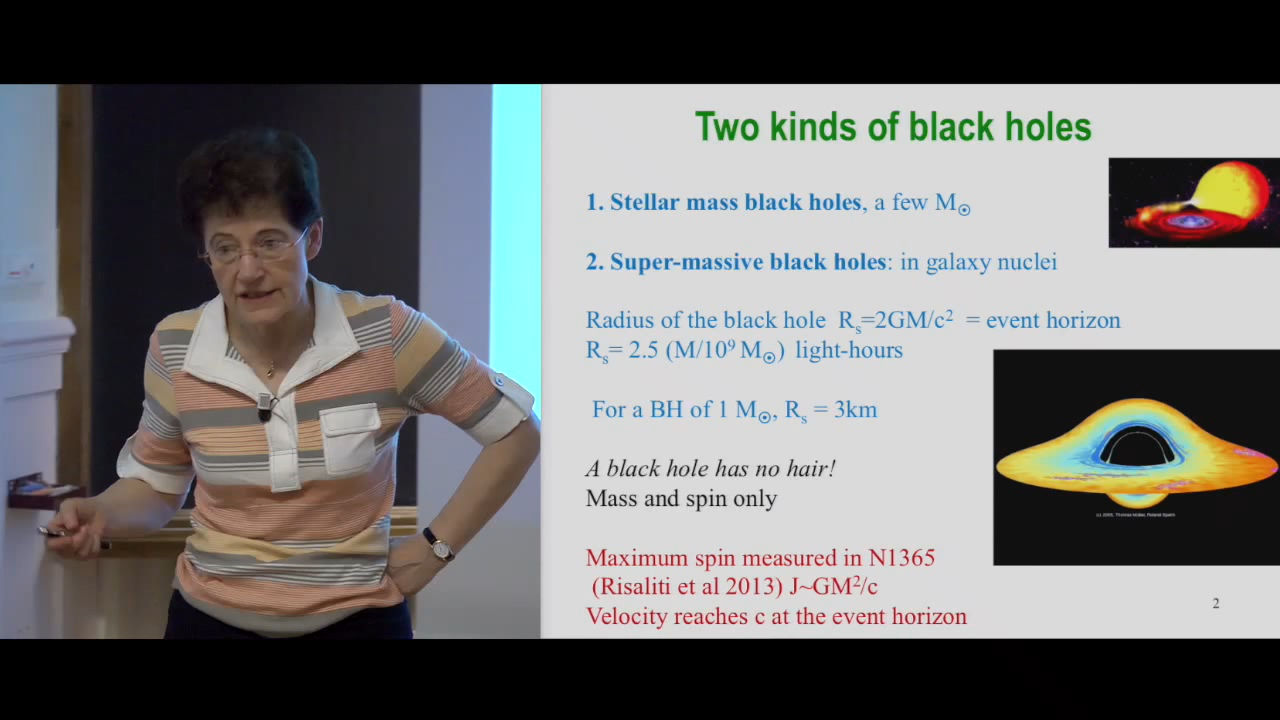 Two kinds of black holes
1. Stellar mass black holes, a few M☉
2. Super-massive black holes: in galaxy nuclei
Radius of the black hole Rₛ=2GM/c² = event horizon
Rₛ= 2.5 (M/10⁹ M☉) light-hours
For a BH of 1 M☉, Rₛ = 3km
A black hole has no hair!
Mass and spin only
Maximum spin measured in N1365
(Risaliti et al 2013) J~GM²/c
Velocity reaches c at the event horizon
2